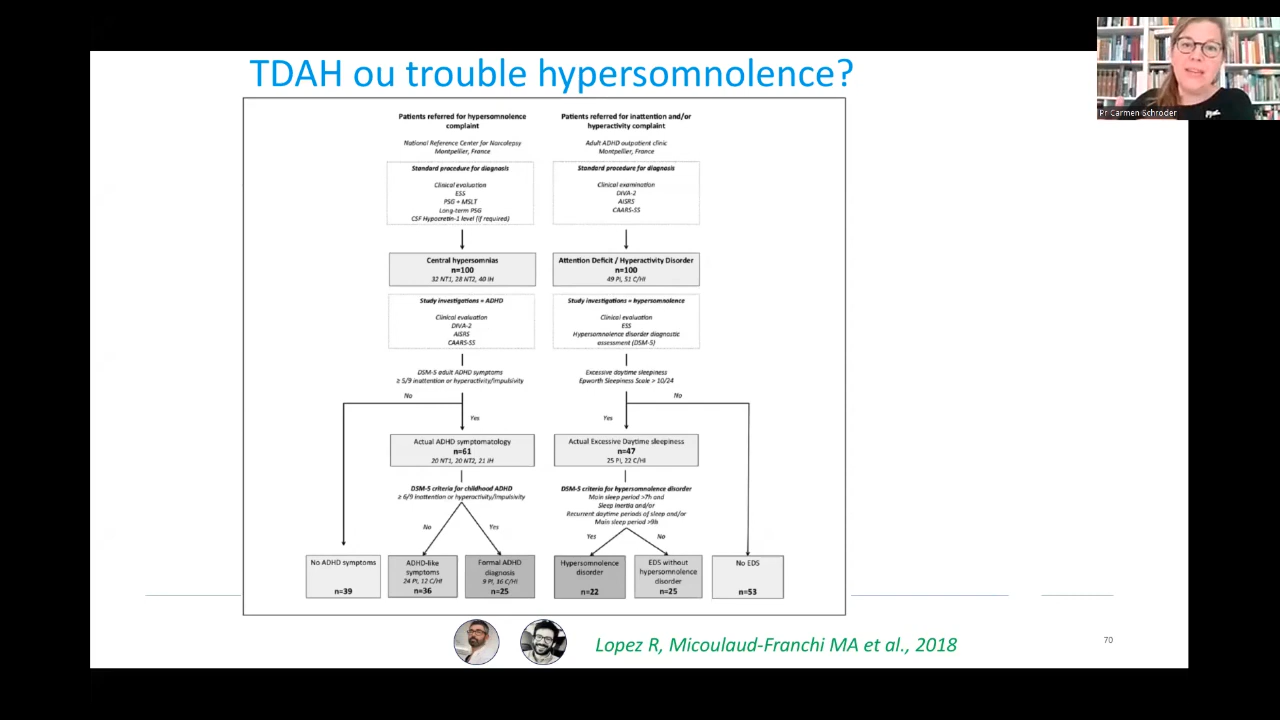 TDAH ou trouble hypersomnolence?
Pr Carmen Schroder
Patients referred for hypersomnolence
complaint
National Reference Center for Narcolepsy
Montpellier, France
Standard procedure for diagnosis
Clinical evaluation
ESS
PSG + MSLT
Long-term PSG
CSF Hypocretin-1 level (if required)
Central hypersomnias
n=100
32 NT1, 28 NT2, 40 IH
Study investigations = ADHD
Clinical evaluation
DIVA-2
AISRS
CAARS-SS
DSM-5 adult ADHD symptoms
≥ 5/9 inattention or hyperactivity/impulsivity
No
Yes
Actual ADHD symptomatology
n=61
20 NT1, 20 NT2, 21 IH
DSM-5 criteria for childhood ADHD
≥ 6/9 inattention or hyperactivity/impulsivity
No
Yes
No ADHD symptoms
n=39
ADHD-like
symptoms
24 PI, 12 C/HI
n=36
Formal ADHD
diagnosis
9 PI, 16 C/HI
n=25
Patients referred for inattention and/or
hyperactivity complaint
Adult ADHD outpatient clinic
Montpellier, France
Standard procedure for diagnosis
Clinical examination
DIVA-2
AISRS
CAARS-SS
Attention Deficit / Hyperactivity Disorder
n=100
49 PI, 51 C/HI
Study investigations = hypersomnolence
Clinical evaluation
ESS
Hypersomnolence disorder diagnostic
assessment (DSM-5)
Excessive daytime sleepiness
Epworth Sleepiness Scale > 10/24
No
Yes
Actual Excessive Daytime sleepiness
n=47
25 PI, 22 C/HI
DSM-5 criteria for hypersomnolence disorder
Main sleep period >7h and
Sleep inertia and/or
Recurrent daytime periods of sleep and/or
Main sleep period >9h
Yes
No
Hypersomnolence
disorder
n=22
EDS without
hypersomnolence
disorder
n=25
No EDS
n=53
Lopez R, Micoulaud-Franchi MA et al., 2018
70